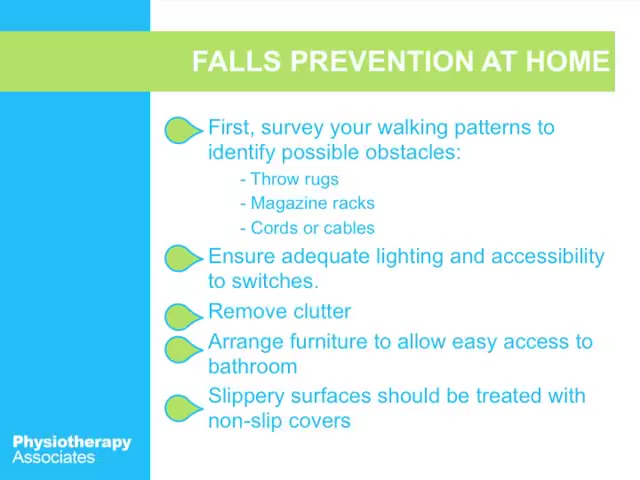 FALLS PREVENTION AT HOME
First, survey your walking patterns to
identify possible obstacles:
- Throw rugs
- Magazine racks
- Cords or cables
Ensure adequate lighting and accessibility
to switches.
Remove clutter
Arrange furniture to allow easy access to
bathroom
Slippery surfaces should be treated with
non-slip covers
Physiotherapy
Associates